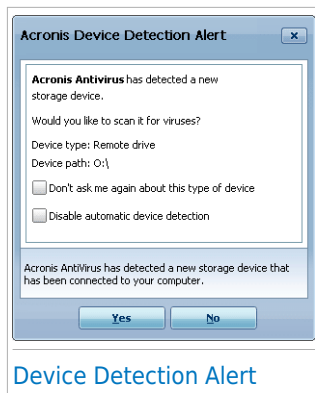 Acronis Device Detection Alert
Acronis Antivirus has detected a new
storage device.
Would you like to scan it for viruses?
Device type: Remote drive
Device path: O:\
Don't ask me again about this type of device
Disable automatic device detection
Acronis AntiVirus has detected a new storage device that
has been connected to your computer.
Yes
No
Device Detection Alert